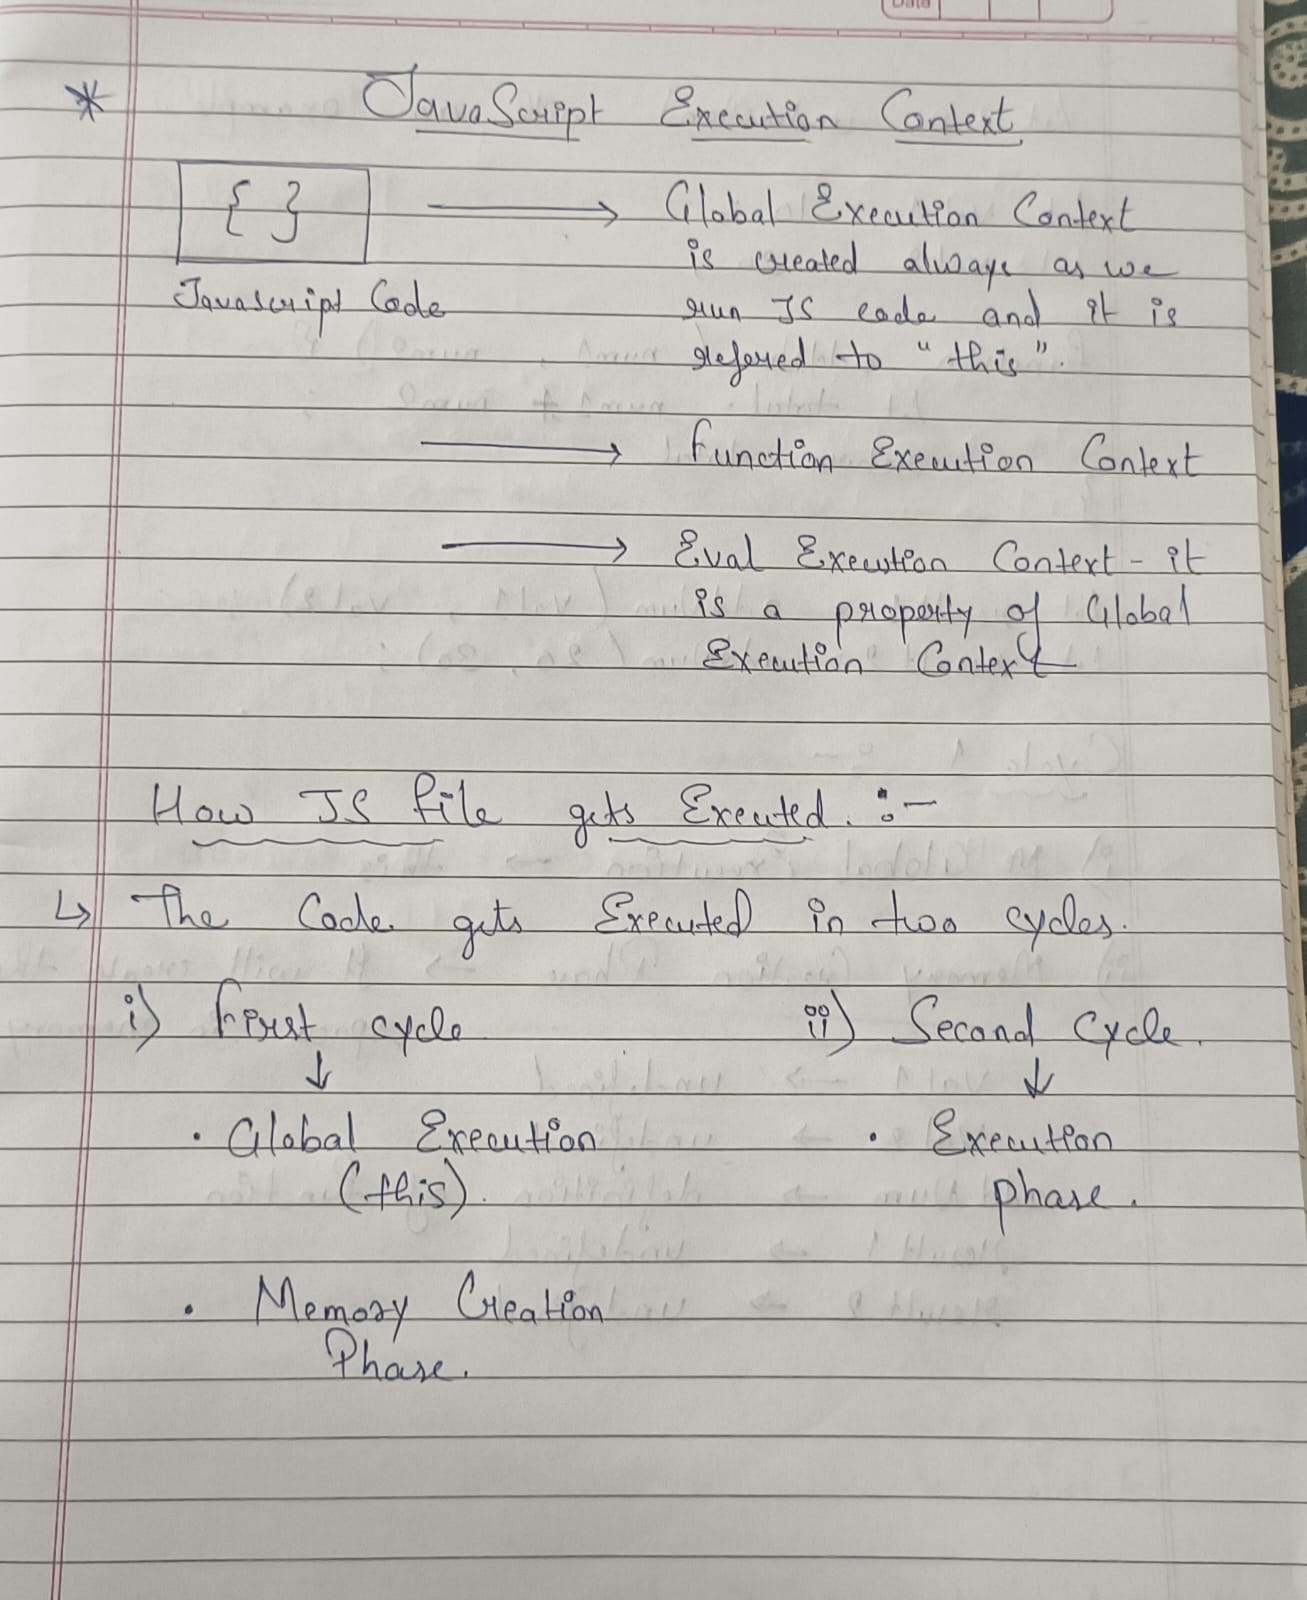 Date
* JavaScript Execution Context
{ } → Global Execution Context
is created always as we
Javascript Code run JS code and it is
refered to "this".
→ Function Execution Context
→ Eval Execution Context - it
is a property of Global
Execution Context
How JS file gets Executed. :-
↳ The Code gets Executed in two cycles.
i) First cycle ii) Second Cycle.
↓ ↓
• Global Execution • Execution
(this). phase.
• Memory Creation
Phase.